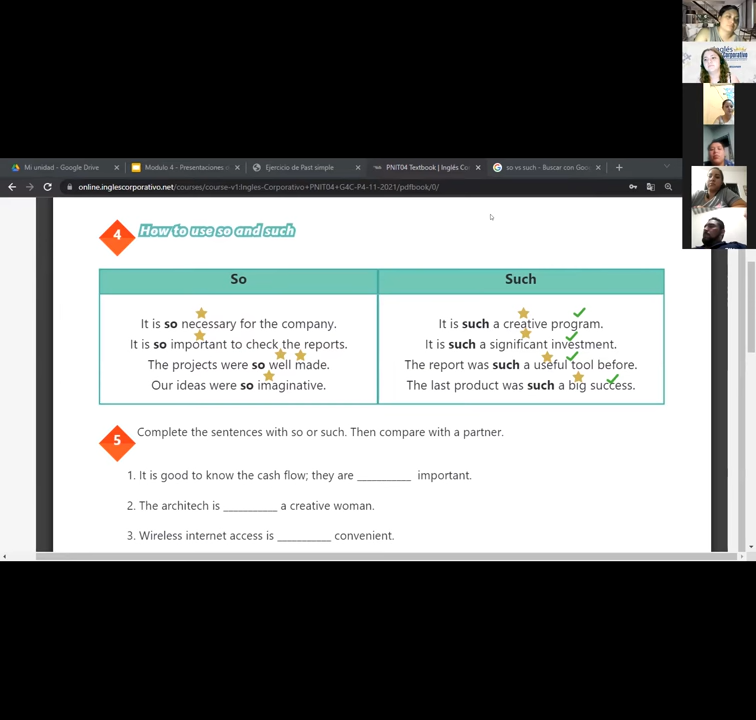 Mi unidad - Google Drive
Modulo 4 - Presentaciones
Ejercicio de Past simple
PNIT04 Textbook | Inglés Co
so vs such - Buscar con Goo
online.inglescorporativo.net/courses/course-v1:Ingles-Corporativo+PNIT04+G4C-P4-11-2021/pdfbook/0/
4 How to use so and such
So
It is so necessary for the company.
It is so important to check the reports.
The projects were so well made.
Our ideas were so imaginative.
Such
It is such a creative program.
It is such a significant investment.
The report was such a useful tool before.
The last product was such a big success.
5 Complete the sentences with so or such. Then compare with a partner.
1. It is good to know the cash flow; they are ___________ important.
2. The architech is ___________ a creative woman.
3. Wireless internet access is ___________ convenient.